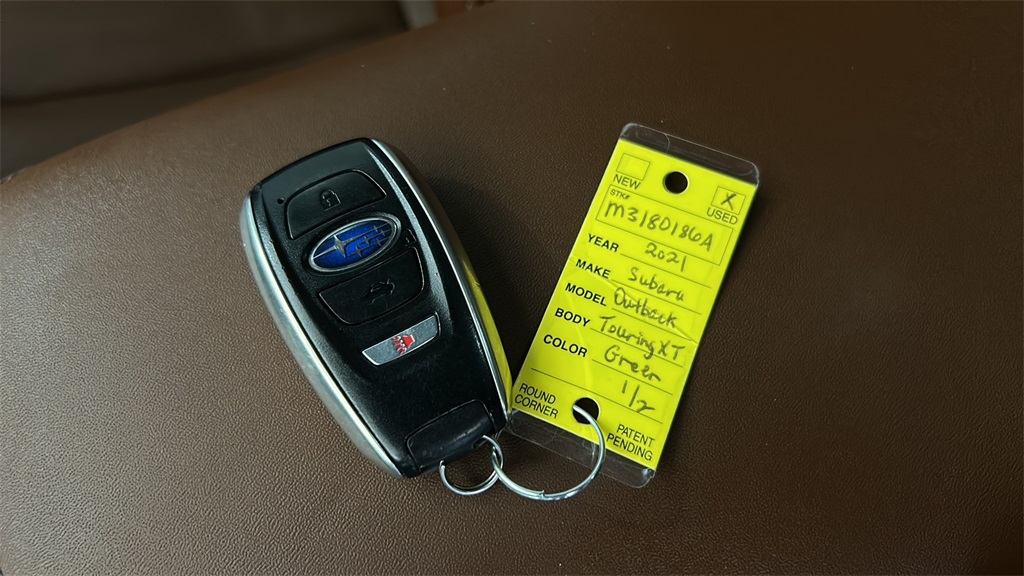 NEW
X
USED
STK#
M3180186A
YEAR 2021
MAKE Subaru
MODEL Outback
BODY Touring XT
COLOR Green
1/2
ROUND
CORNER
PATENT
PENDING